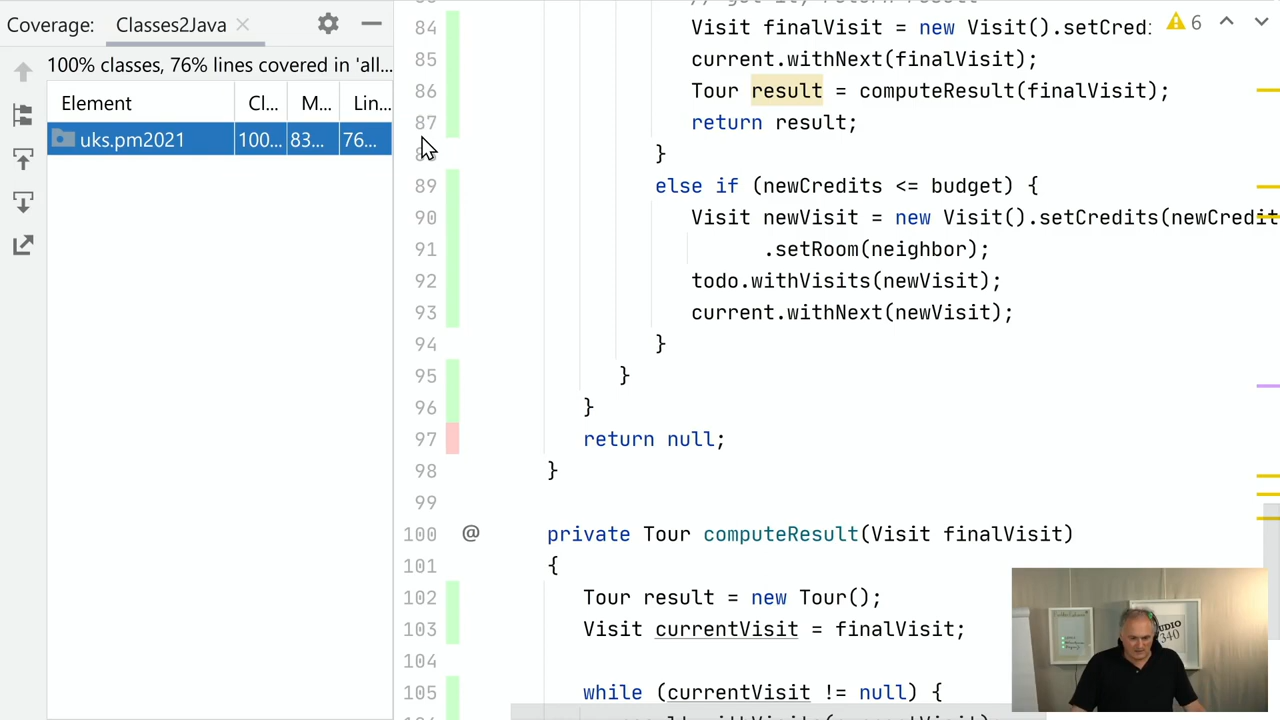 Coverage: Classes2Java
100% classes, 76% lines covered in 'all...
Element Cl... M... Lin...
uks.pm2021 100... 83... 76...
6
84 Visit finalVisit = new Visit().setCred
85 current.withNext(finalVisit);
86 Tour result = computeResult(finalVisit);
87 return result;
}
89 else if (newCredits <= budget) {
90 Visit newVisit = new Visit().setCredits(newCredit
91 .setRoom(neighbor);
92 todo.withVisits(newVisit);
93 current.withNext(newVisit);
94 }
95 }
96 }
97 return null;
98 }
99
100 @ private Tour computeResult(Visit finalVisit)
101 {
102 Tour result = new Tour();
103 Visit currentVisit = finalVisit;
104
105 while (currentVisit != null) {
340